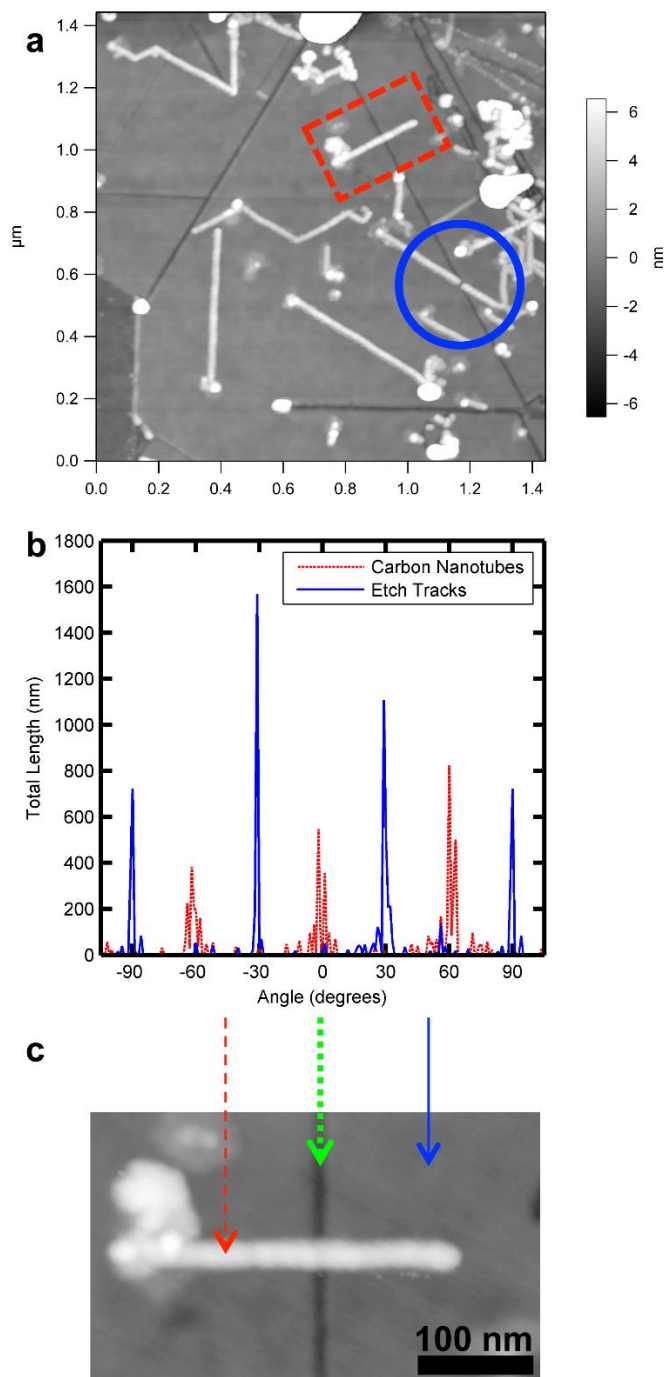 a
1.4
1.2
1.0
0.8
0.6
0.4
0.2
0.0
µm
0.0 0.2 0.4 0.6 0.8 1.0 1.2 1.4
6
4
2
0
-2
-4
-6
nm
b
1800
1600
1400
1200
1000
800
600
400
200
0
Total Length (nm)
Carbon Nanotubes
Etch Tracks
-90 -60 -30 0 30 60 90
Angle (degrees)
c
100 nm